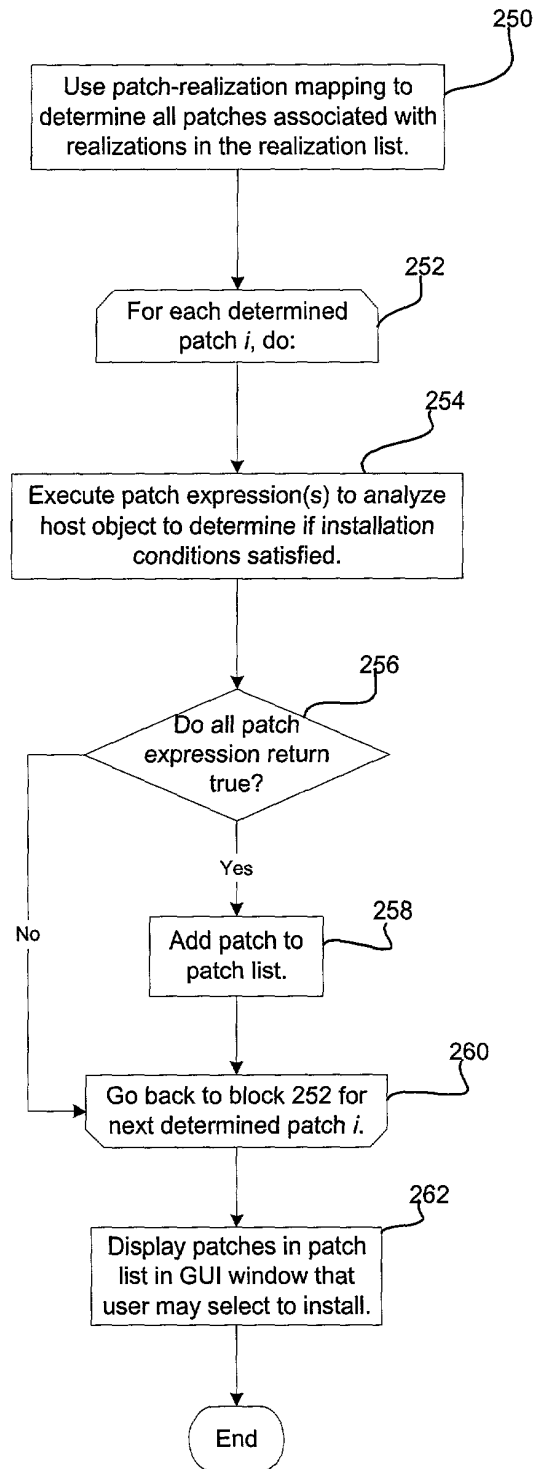 250
Use patch-realization mapping to
determine all patches associated with
realizations in the realization list.
252
For each determined
patch i, do:
254
Execute patch expression(s) to analyze
host object to determine if installation
conditions satisfied.
256
Do all patch
expression return
true?
Yes
No
258
Add patch to
patch list.
260
Go back to block 252 for
next determined patch i.
262
Display patches in patch
list in GUI window that
user may select to install.
End